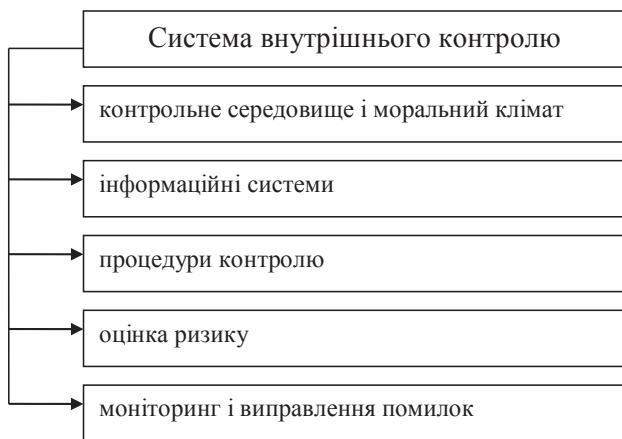 Система внутрішнього контролю
контрольне середовище і моральний клімат
інформаційні системи
процедури контролю
оцінка ризику
моніторинг і виправлення помилок